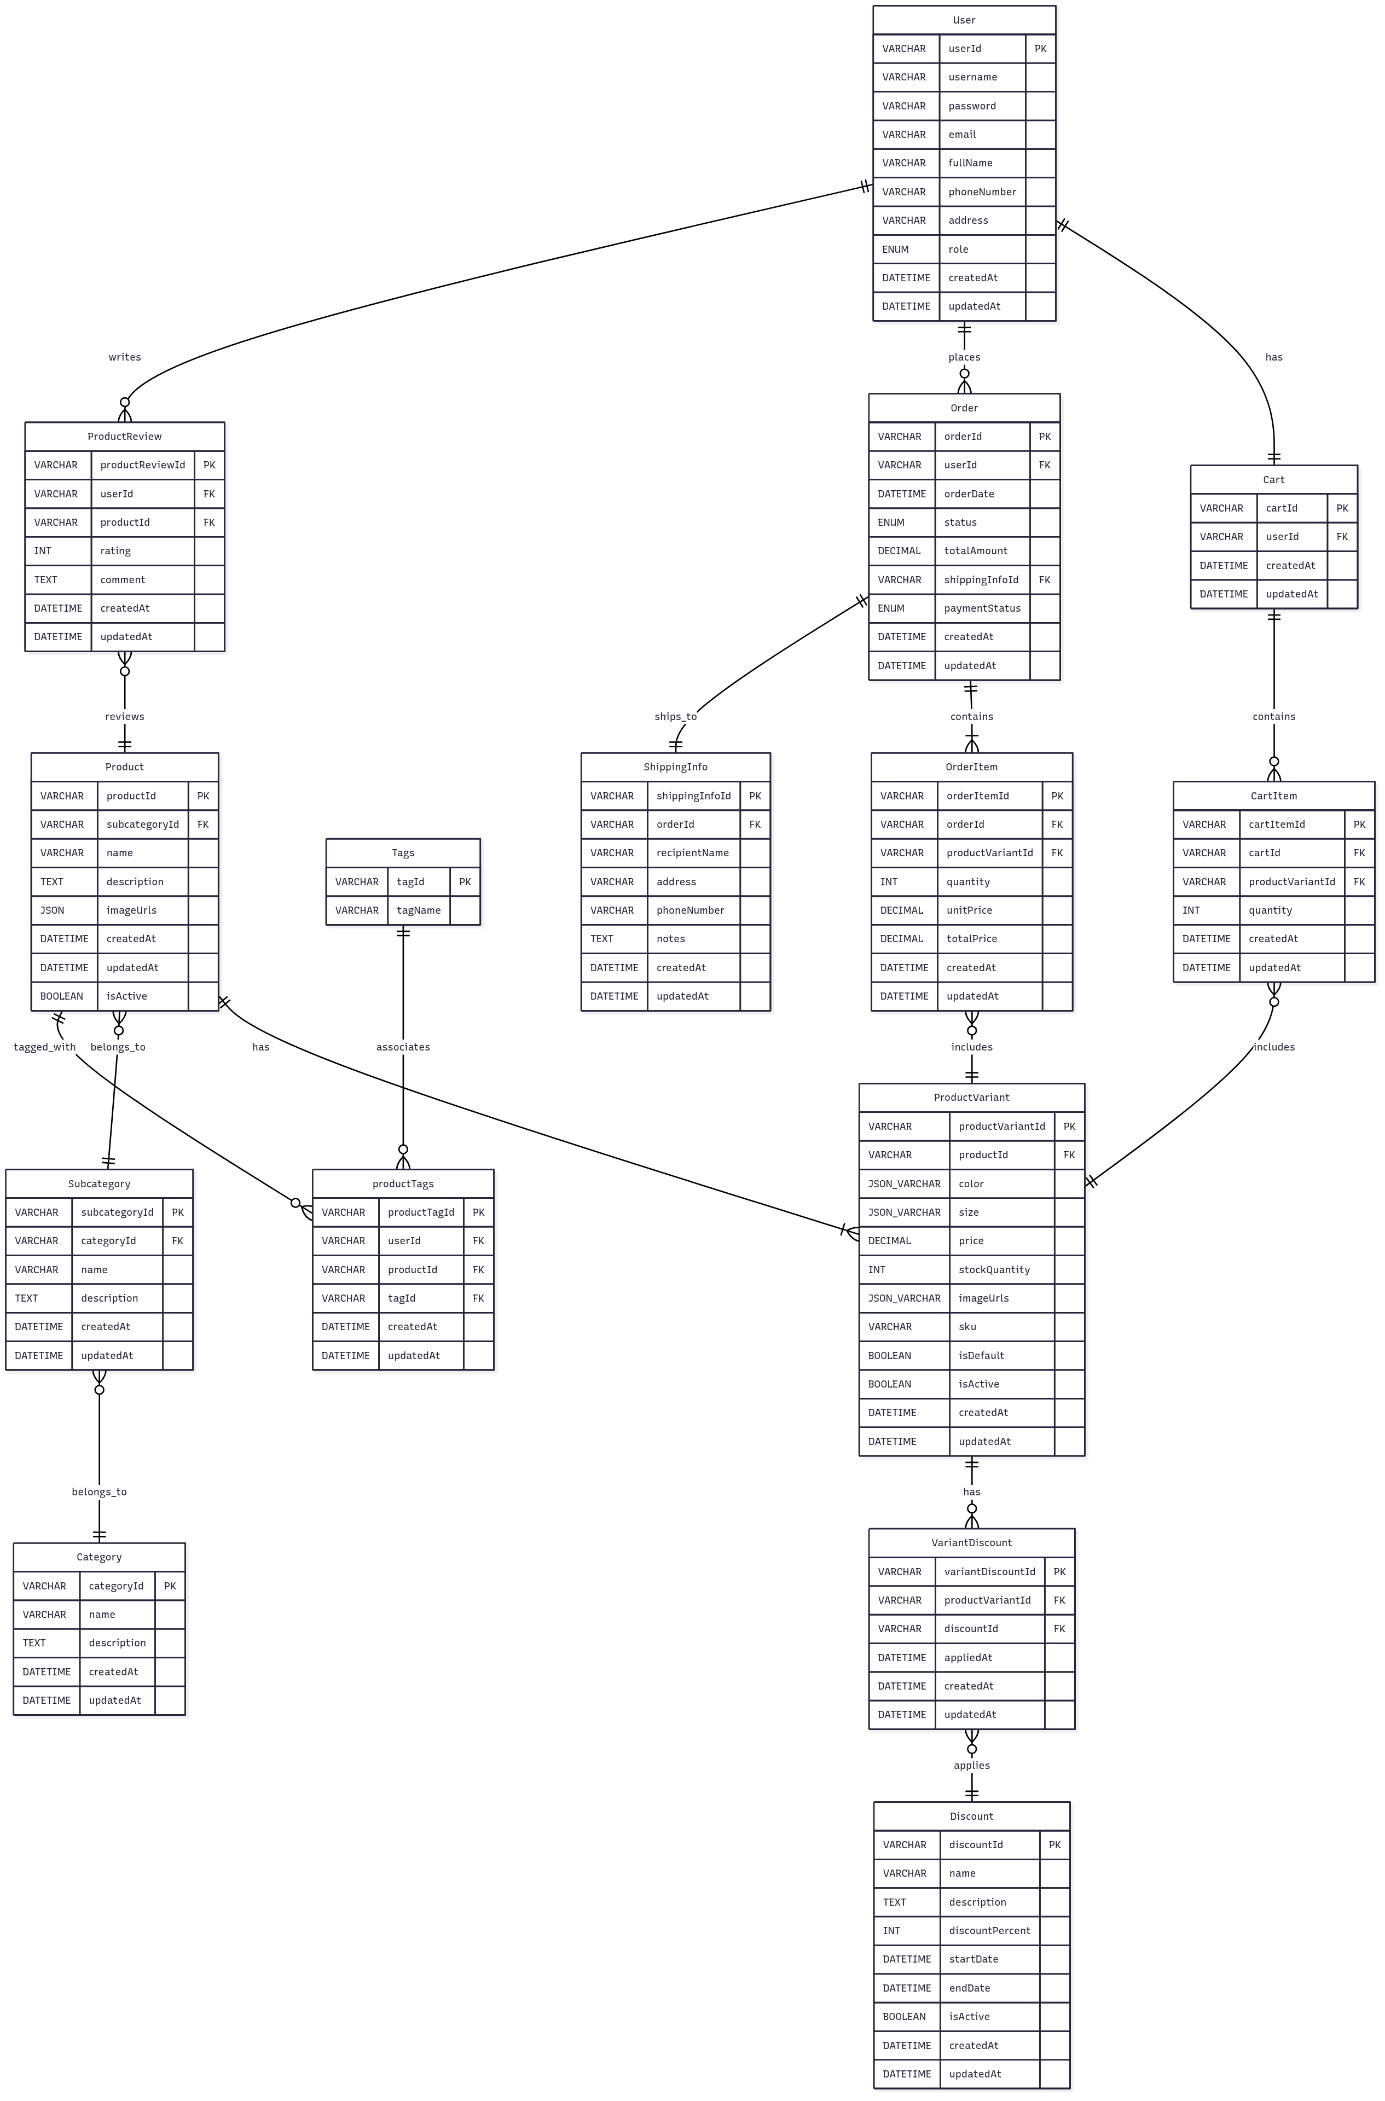 User
VARCHAR userId PK
VARCHAR username
VARCHAR password
VARCHAR email
VARCHAR fullName
VARCHAR phoneNumber
VARCHAR address
ENUM role
DATETIME createdAt
DATETIME updatedAt
writes
places
has
ProductReview
VARCHAR productReviewId PK
VARCHAR userId FK
VARCHAR productId FK
INT rating
TEXT comment
DATETIME createdAt
DATETIME updatedAt
Order
VARCHAR orderId PK
VARCHAR userId FK
DATETIME orderDate
ENUM status
DECIMAL totalAmount
VARCHAR shippingInfoId FK
ENUM paymentStatus
DATETIME createdAt
DATETIME updatedAt
Cart
VARCHAR cartId PK
VARCHAR userId FK
DATETIME createdAt
DATETIME updatedAt
reviews
ships_to
contains
contains
Product
VARCHAR productId PK
VARCHAR subcategoryId FK
VARCHAR name
TEXT description
JSON imageUrls
DATETIME createdAt
DATETIME updatedAt
BOOLEAN isActive
Tags
VARCHAR tagId PK
VARCHAR tagName
ShippingInfo
VARCHAR shippingInfoId PK
VARCHAR orderId FK
VARCHAR recipientName
VARCHAR address
VARCHAR phoneNumber
TEXT notes
DATETIME createdAt
DATETIME updatedAt
OrderItem
VARCHAR orderItemId PK
VARCHAR orderId FK
VARCHAR productVariantId FK
INT quantity
DECIMAL unitPrice
DECIMAL totalPrice
DATETIME createdAt
DATETIME updatedAt
CartItem
VARCHAR cartItemId PK
VARCHAR cartId FK
VARCHAR productVariantId FK
INT quantity
DATETIME createdAt
DATETIME updatedAt
tagged_with
belongs_to
has
associates
includes
includes
Subcategory
VARCHAR subcategoryId PK
VARCHAR categoryId FK
VARCHAR name
TEXT description
DATETIME createdAt
DATETIME updatedAt
productTags
VARCHAR productTagId PK
VARCHAR userId FK
VARCHAR productId FK
VARCHAR tagId FK
DATETIME createdAt
DATETIME updatedAt
ProductVariant
VARCHAR productVariantId PK
VARCHAR productId FK
JSON_VARCHAR color
JSON_VARCHAR size
DECIMAL price
INT stockQuantity
JSON_VARCHAR imageUrls
VARCHAR sku
BOOLEAN isDefault
BOOLEAN isActive
DATETIME createdAt
DATETIME updatedAt
belongs_to
has
Category
VARCHAR categoryId PK
VARCHAR name
TEXT description
DATETIME createdAt
DATETIME updatedAt
VariantDiscount
VARCHAR variantDiscountId PK
VARCHAR productVariantId FK
VARCHAR discountId FK
DATETIME appliedAt
DATETIME createdAt
DATETIME updatedAt
applies
Discount
VARCHAR discountId PK
VARCHAR name
TEXT description
INT discountPercent
DATETIME startDate
DATETIME endDate
BOOLEAN isActive
DATETIME createdAt
DATETIME updatedAt